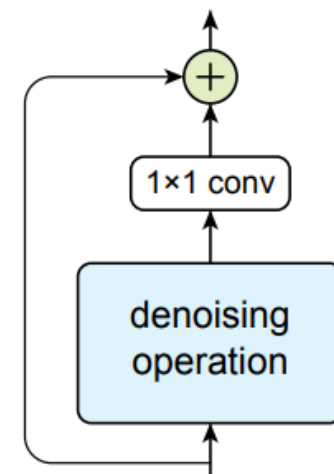 +
1×1 conv
denoising
operation